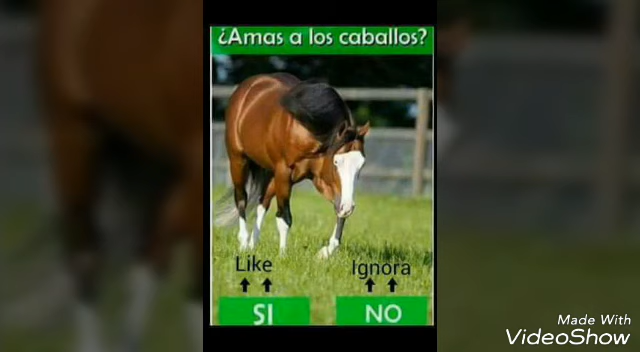 ¿Amas a los caballos?
Like Ignora
SI NO
Made With
VideoShow